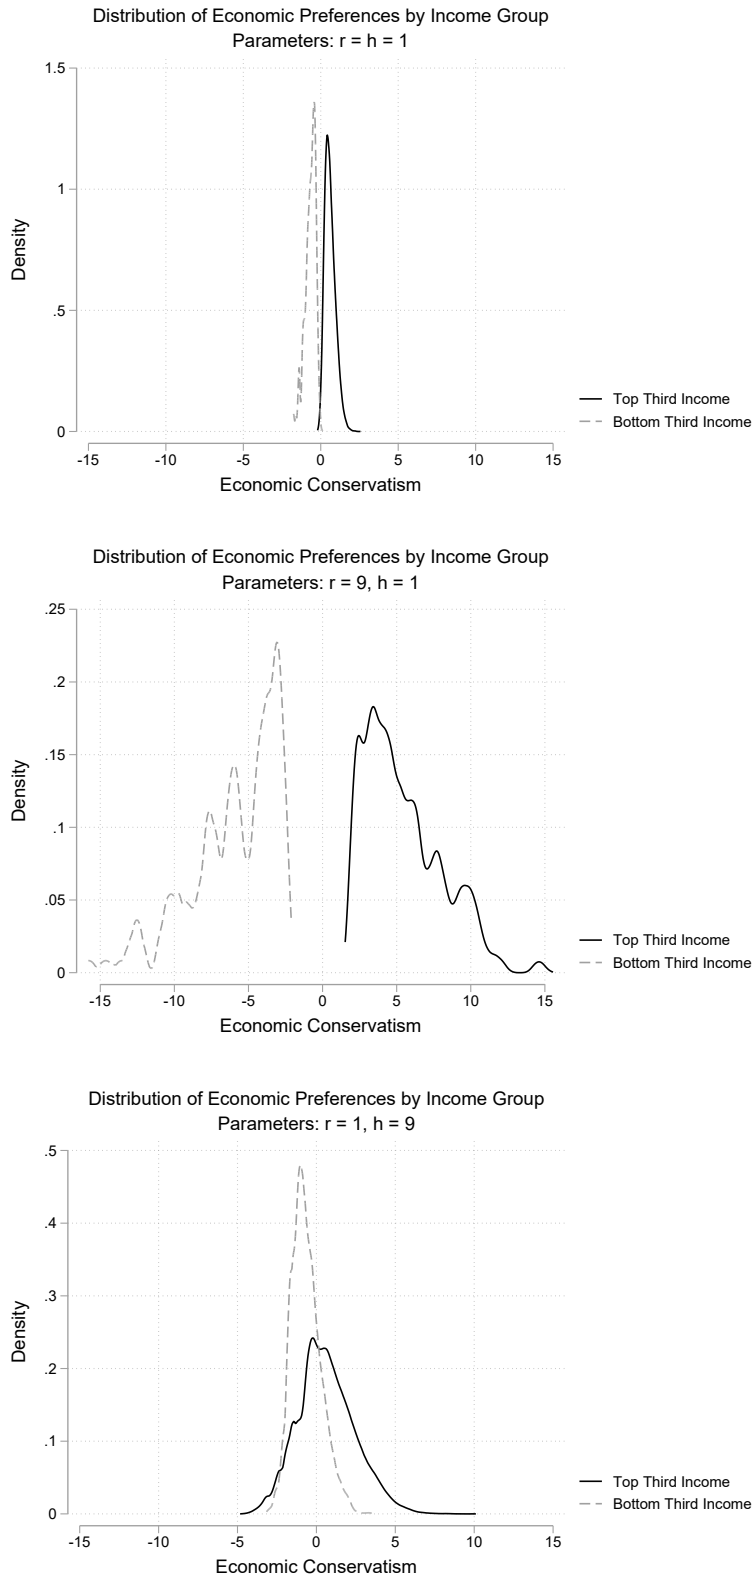 Distribution of Economic Preferences by Income Group
Parameters: r = h = 1
1.5
1
.5
0
Density
-15 -10 -5 0 5 10 15
Economic Conservatism
Top Third Income
Bottom Third Income
Distribution of Economic Preferences by Income Group
Parameters: r = 9, h = 1
.25
.2
.15
.1
.05
0
Density
-15 -10 -5 0 5 10 15
Economic Conservatism
Top Third Income
Bottom Third Income
Distribution of Economic Preferences by Income Group
Parameters: r = 1, h = 9
.5
.4
.3
.2
.1
0
Density
-15 -10 -5 0 5 10 15
Economic Conservatism
Top Third Income
Bottom Third Income